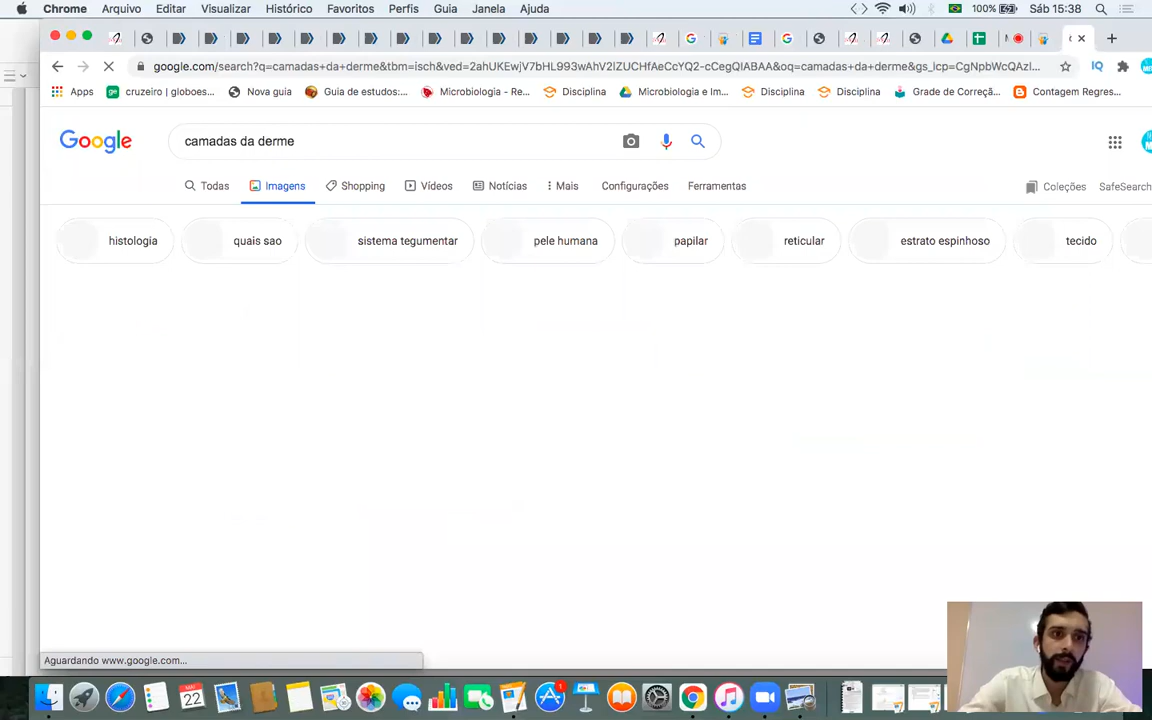 Chrome Arquivo Editar Visualizar Histórico Favoritos Perfis Guia Janela Ajuda 100% Sáb 15:38
google.com/search?q=camadas+da+derme&tbm=isch&ved=2ahUKEwjV7bHL993wAhV2IZUCHfAeCcYQ2-cCegQIABAA&oq=camadas+da+derme&gs_lcp=CgNpbWcQAzI...
Apps cruzeiro | globoes... Nova guia Guia de estudos:... Microbiologia - Re... Disciplina Microbiologia e Im... Disciplina Disciplina Grade de Correçã... Contagem Regres...
Google camadas da derme
Todas Imagens Shopping Vídeos Notícias Mais Configurações Ferramentas Coleções SafeSearch
histologia quais sao sistema tegumentar pele humana papilar reticular estrato espinhoso tecido
Aguardando www.google.com...
MAY
22